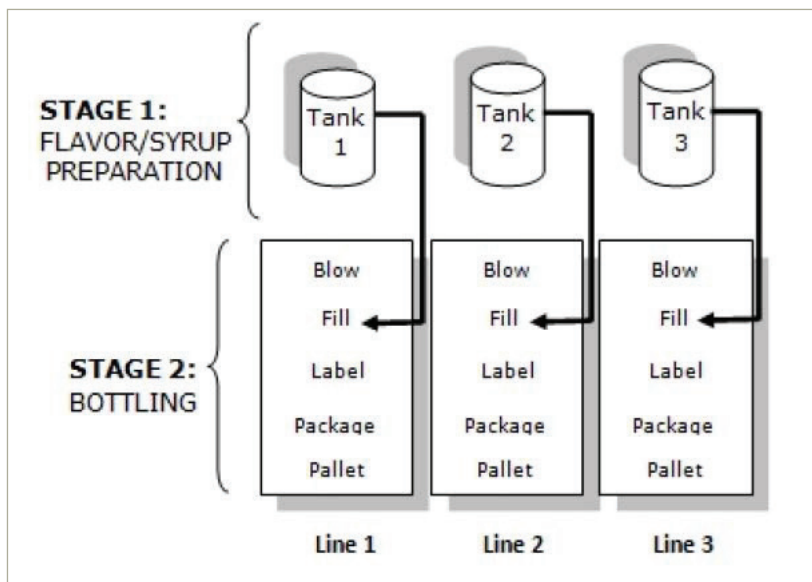 STAGE 1:
FLAVOR/SYRUP
PREPARATION
Tank
1
Tank
2
Tank
3
STAGE 2:
BOTTLING
Blow
Fill
Label
Package
Pallet
Blow
Fill
Label
Package
Pallet
Blow
Fill
Label
Package
Pallet
Line 1
Line 2
Line 3